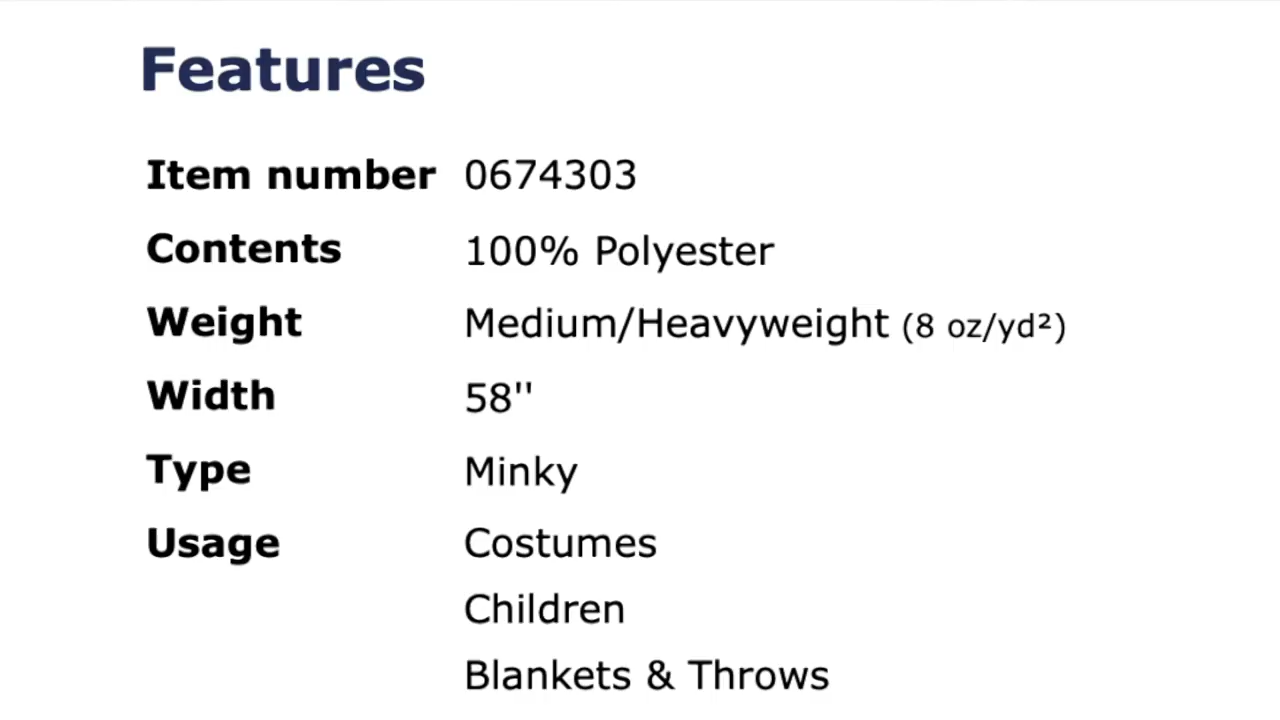 Features
Item number 0674303
Contents 100% Polyester
Weight Medium/Heavyweight (8 oz/yd²)
Width 58''
Type Minky
Usage Costumes
Children
Blankets & Throws